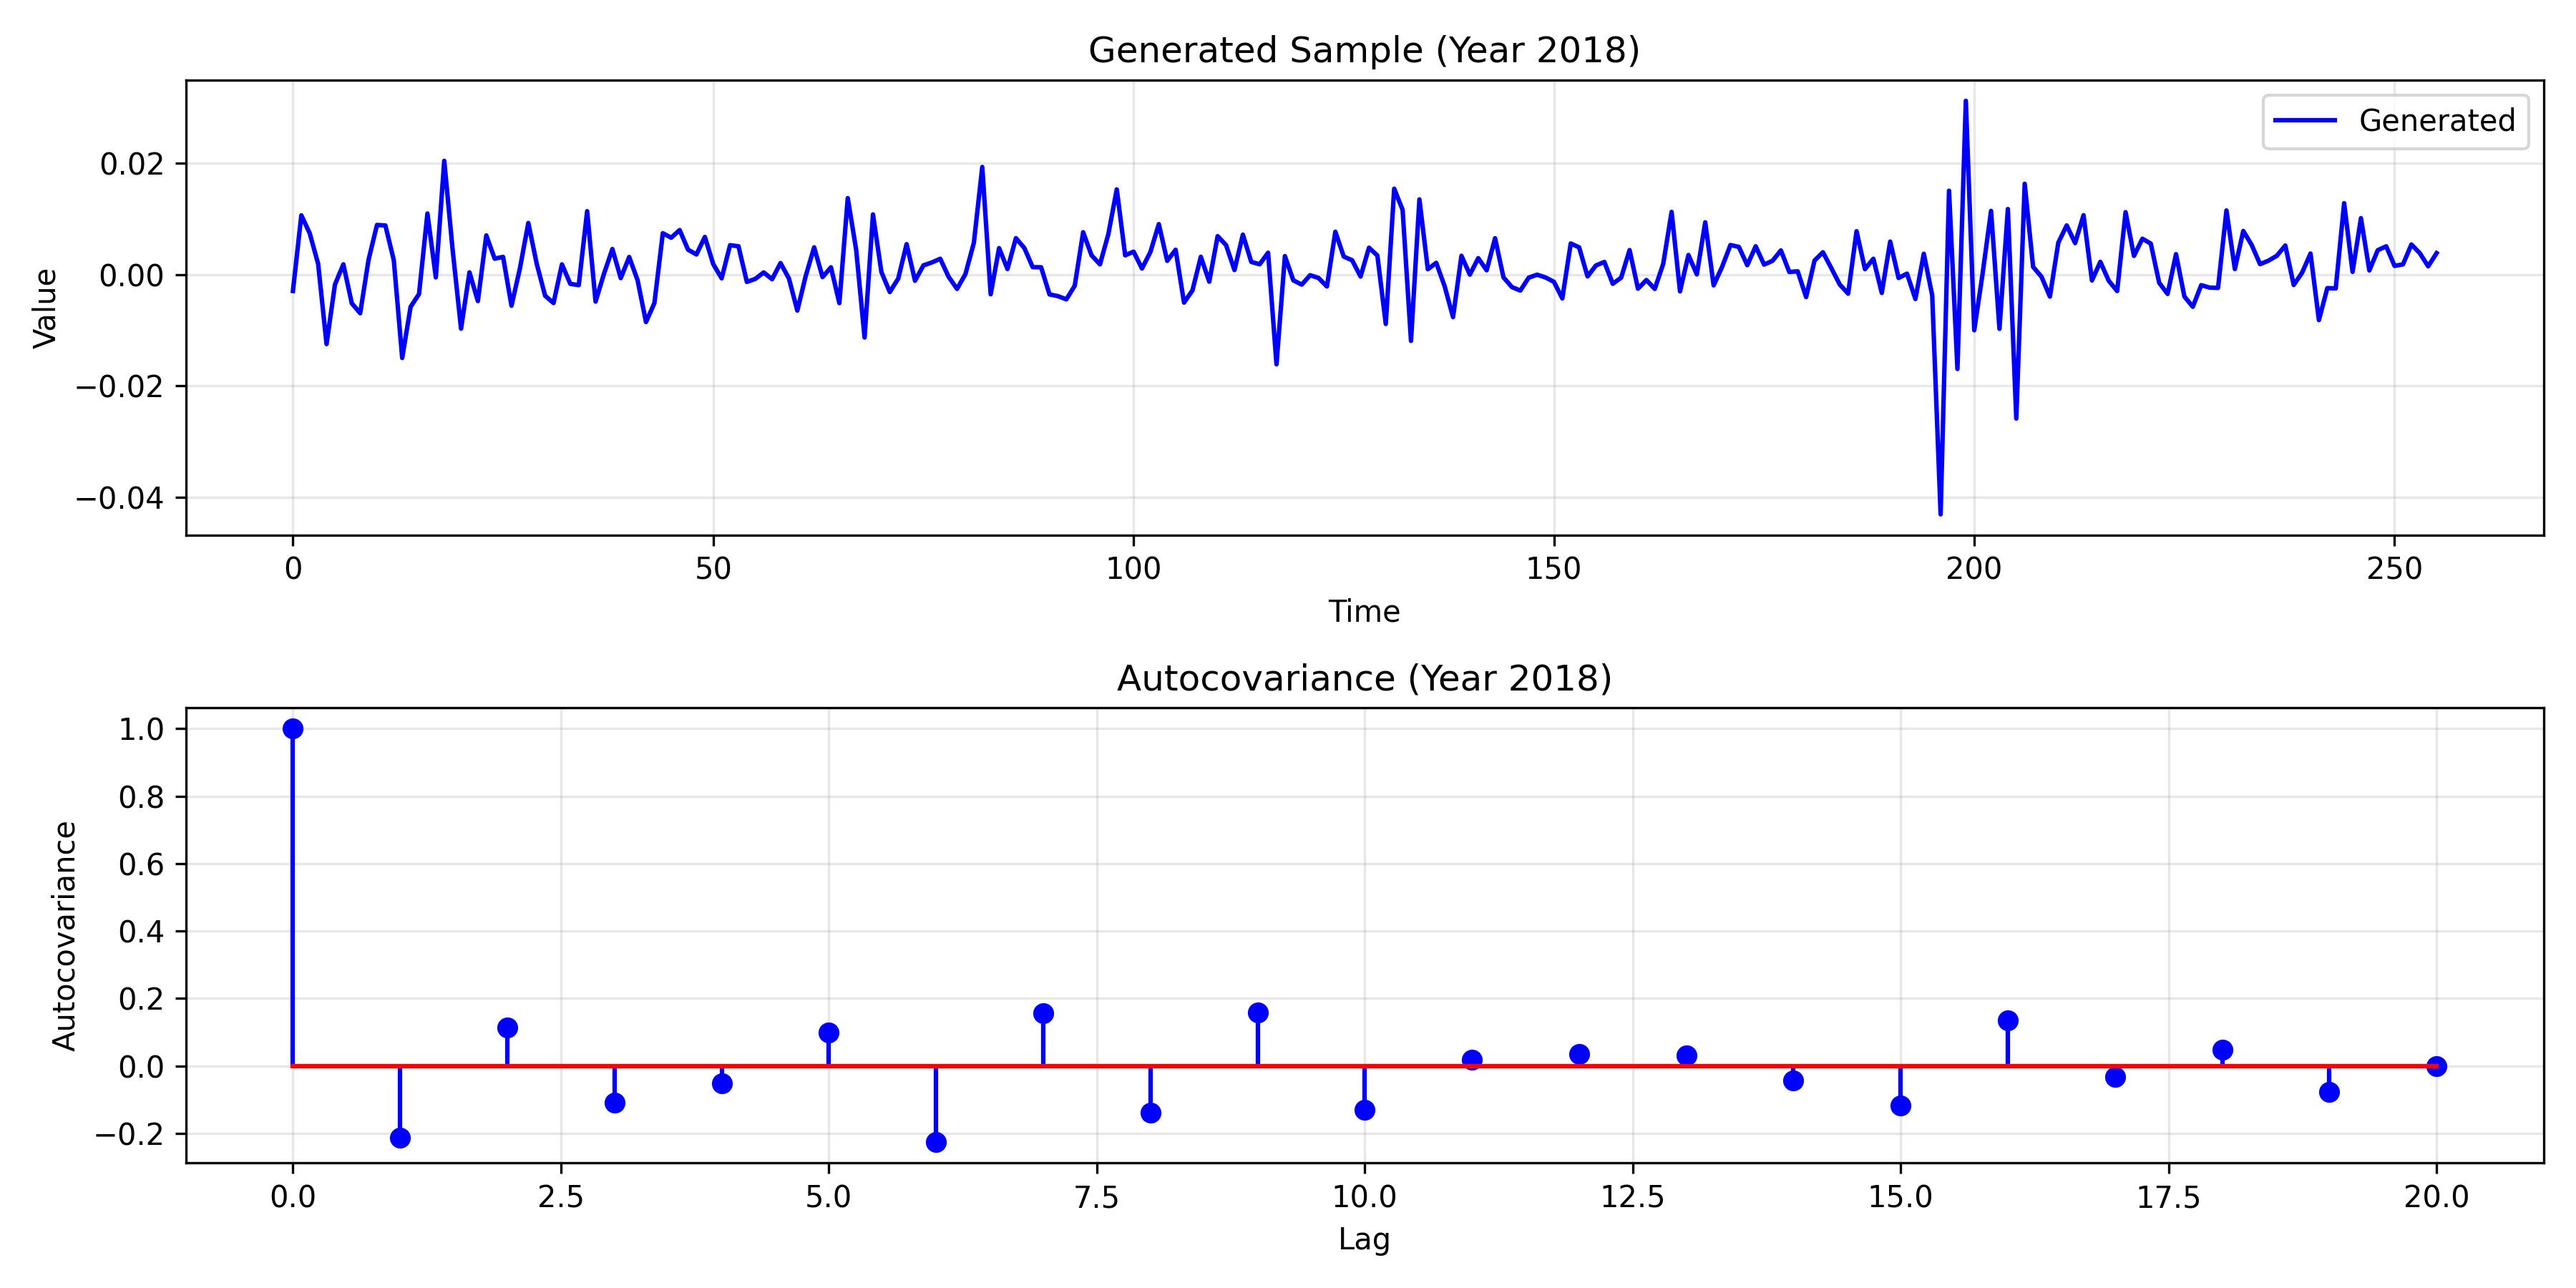 Generated Sample (Year 2018)
Generated
Value
0.02
0.00
−0.02
−0.04
0 50 100 150 200 250
Time
Autocovariance (Year 2018)
Autocovariance
1.0
0.8
0.6
0.4
0.2
0.0
−0.2
0.0 2.5 5.0 7.5 10.0 12.5 15.0 17.5 20.0
Lag